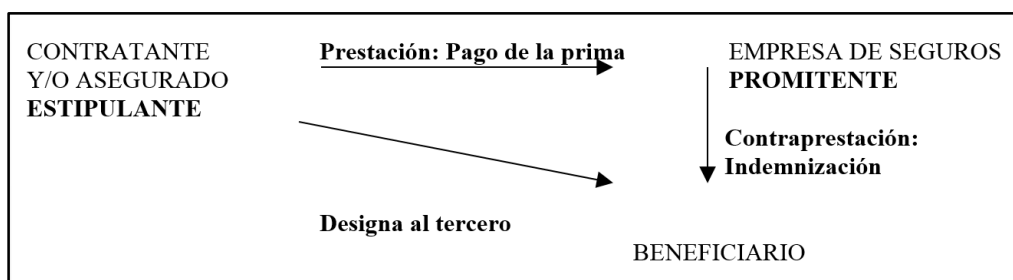 CONTRATANTE
Y/O ASEGURADO
ESTIPULANTE
Prestación: Pago de la prima
EMPRESA DE SEGUROS
PROMITENTE
Contraprestación:
Indemnización
Designa al tercero
BENEFICIARIO